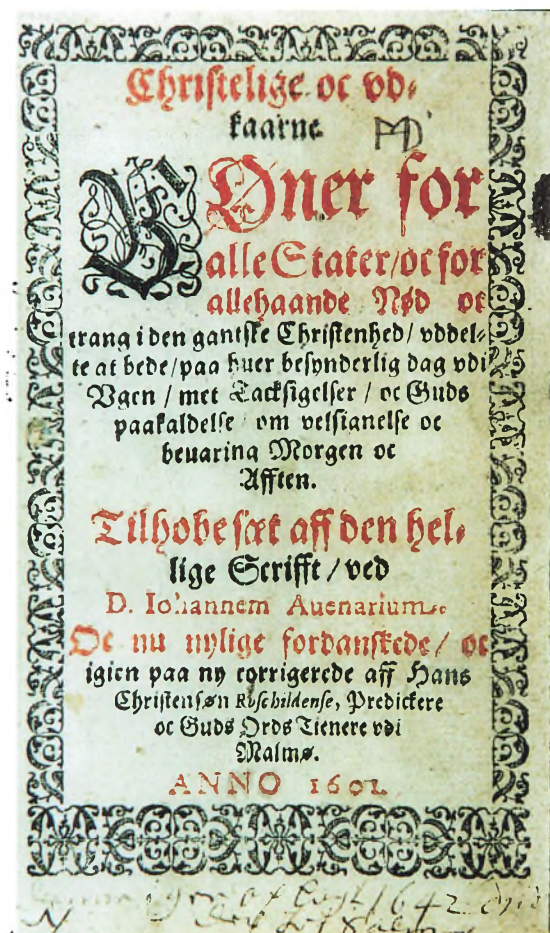 Christelige oc vd-
kaarne
BØner for
alle Stater/ oc for
allehaande Nød oc
trang i den gantske Christenhed/ vddel-
te at bede/ paa huer besynderlig dag vdi
Vgen / met Tacksigelser / oc Guds
paakaldelse om velsignelse oc
beuaring Morgen oc
Afften.
Tilhobe sæt aff den hel-
lige Scrifft / ved
D. Iohannem Auenarium.
Oc nu nylige fordanskede/ oc
igien paa ny corrigerede aff Hans
Christensøn Roschildense, Predickere
oc Guds Ords Tienere vdi
Malmø.
ANNO 1601.
1642